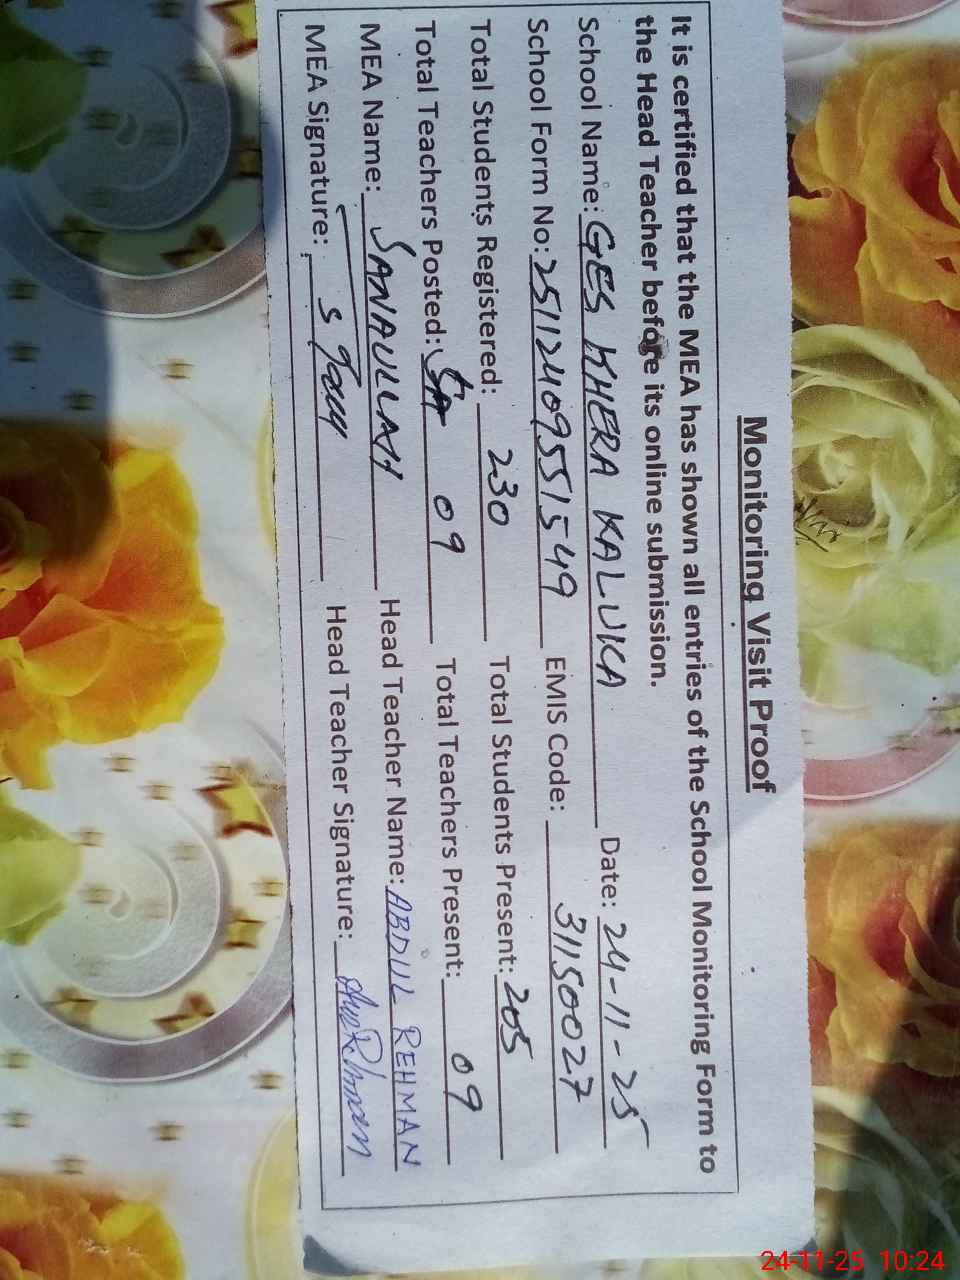 Monitoring Visit Proof
It is certified that the MEA has shown all entries of the School Monitoring Form to
the Head Teacher before its online submission.
School Name: GES KHERA KALUKA Date: 24-11-25
School Form No: 25112409551549 EMIS Code: 31150027
Total Students Registered: 230 Total Students Present: 205
Total Teachers Posted: 09 Total Teachers Present: 09
MEA Name: SANAULLAH Head Teacher Name: ABDUL REHMAN
MEA Signature: Head Teacher Signature:
24-11-25 10:24